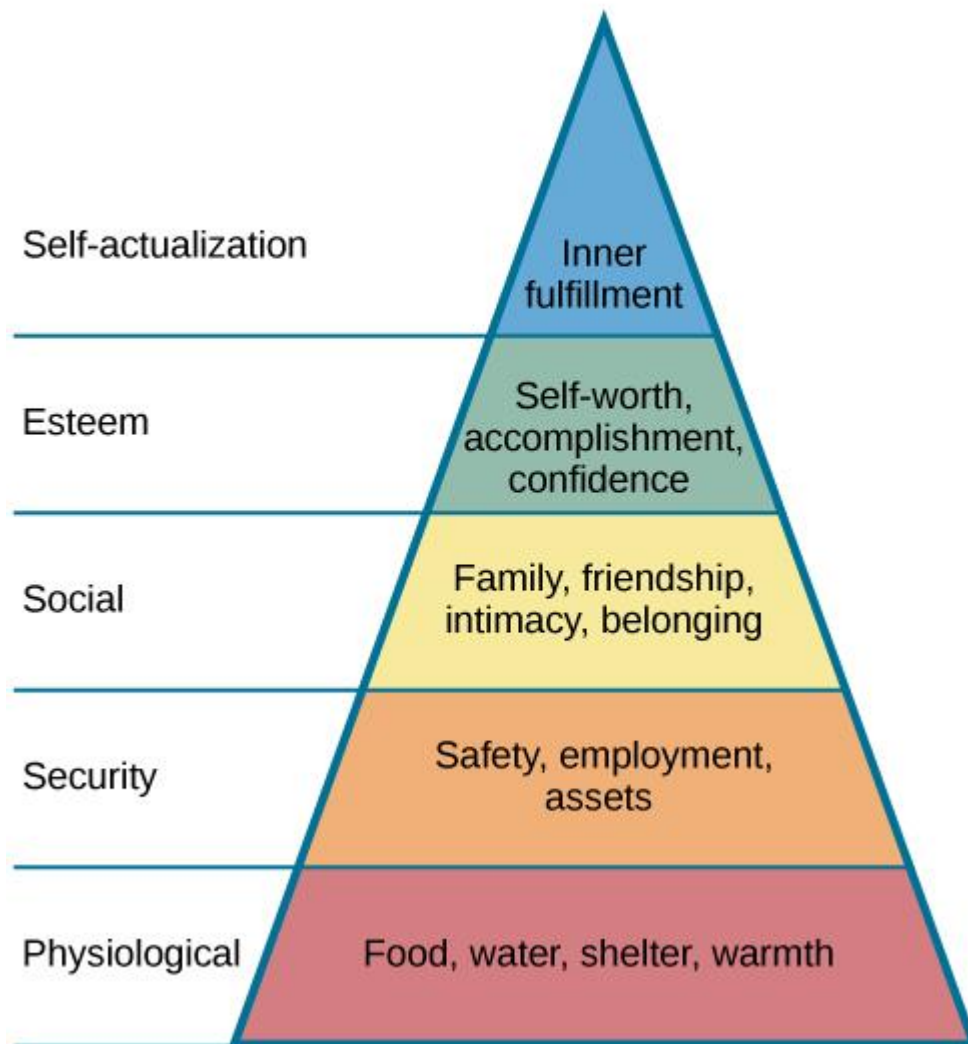 Self-actualization
Inner
fulfillment
Esteem
Self-worth,
accomplishment,
confidence
Social
Family, friendship,
intimacy, belonging
Security
Safety, employment,
assets
Physiological
Food, water, shelter, warmth